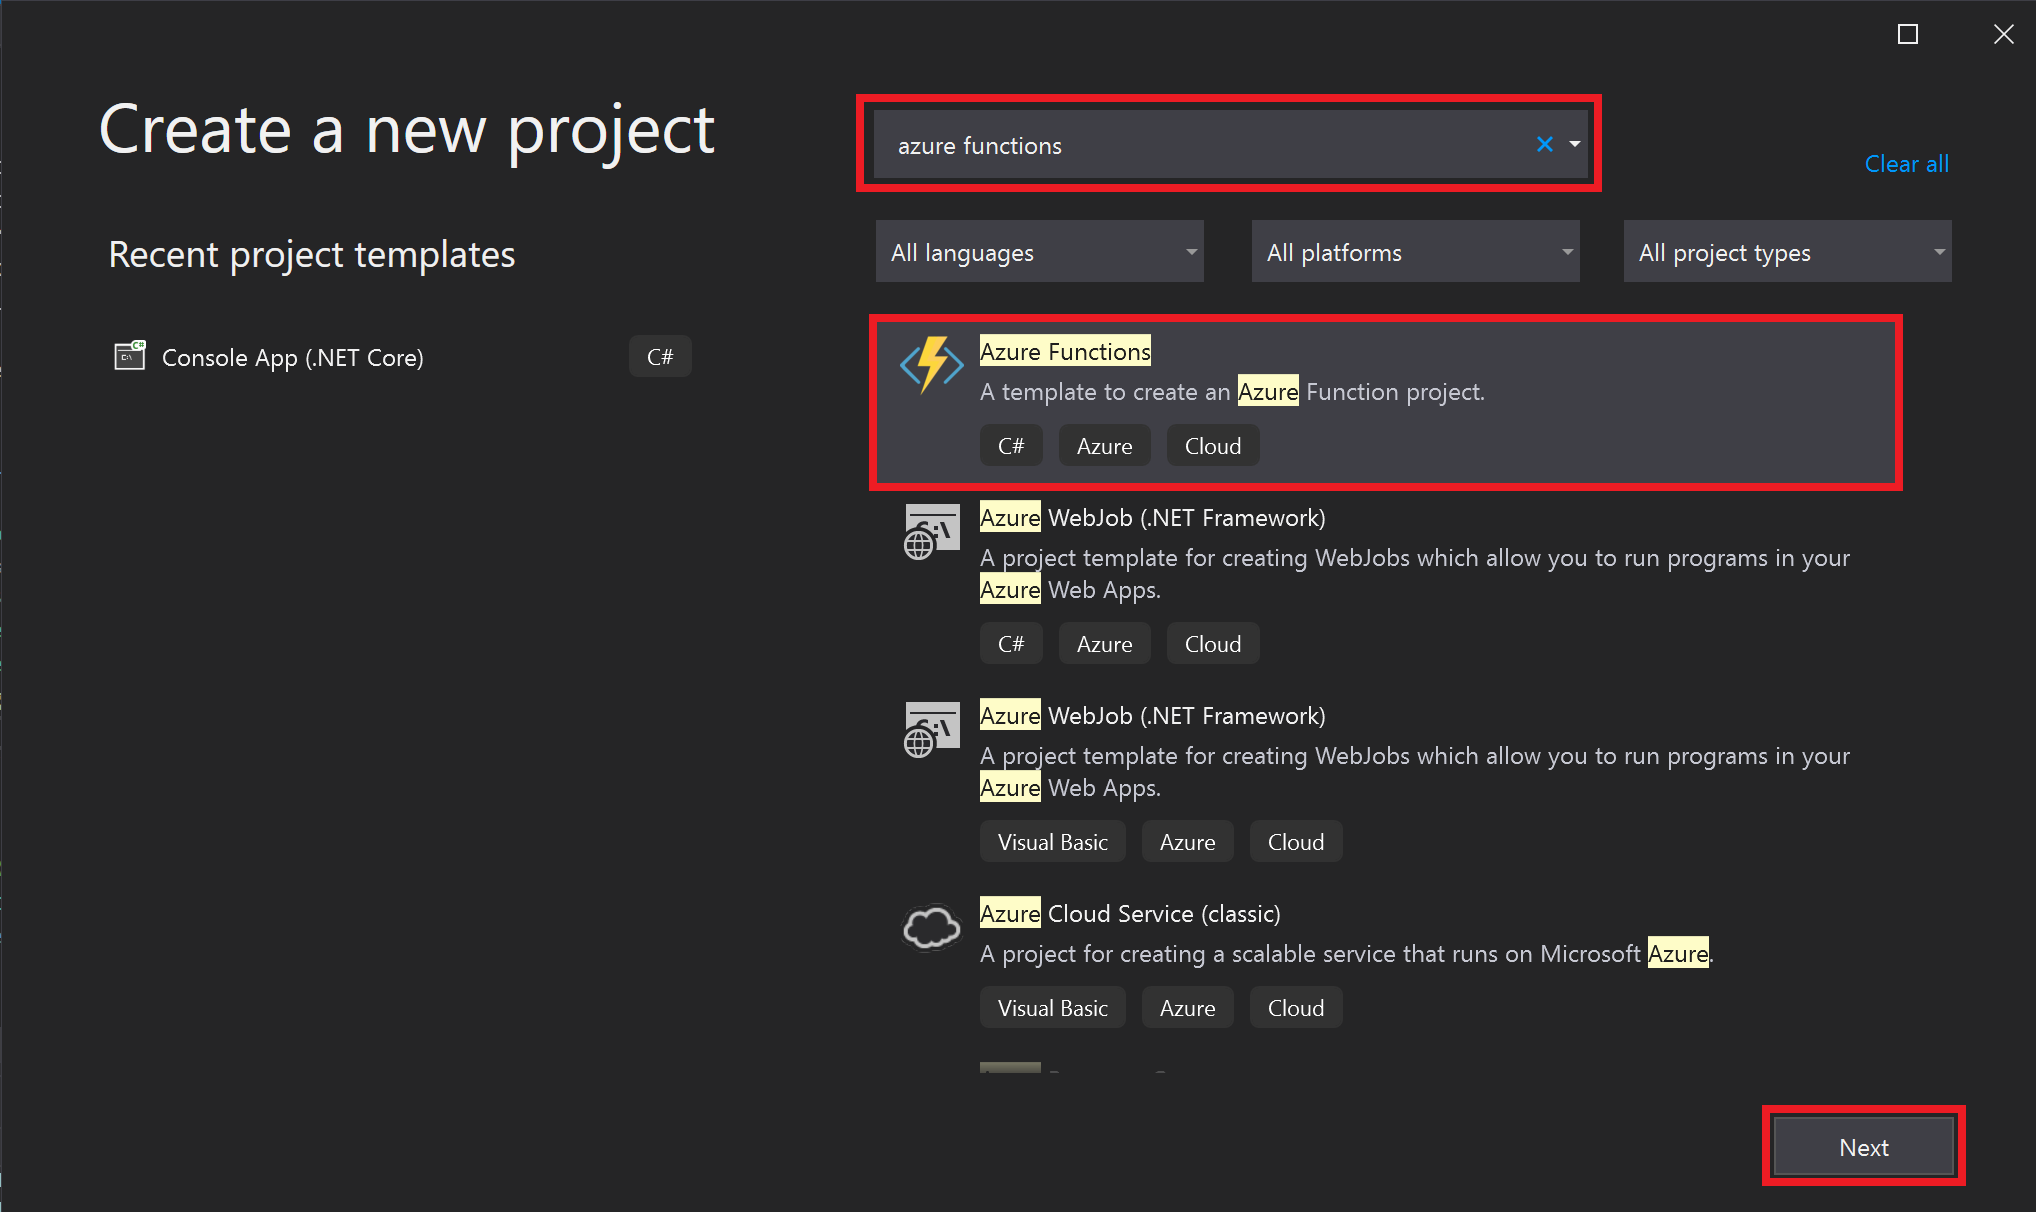 Create a new project
azure functions
Clear all
Recent project templates
All languages
All platforms
All project types
Console App (.NET Core)
C#
Azure Functions
A template to create an Azure Function project.
C#
Azure
Cloud
Azure WebJob (.NET Framework)
A project template for creating WebJobs which allow you to run programs in your
Azure Web Apps.
C#
Azure
Cloud
Azure WebJob (.NET Framework)
A project template for creating WebJobs which allow you to run programs in your
Azure Web Apps.
Visual Basic
Azure
Cloud
Azure Cloud Service (classic)
A project for creating a scalable service that runs on Microsoft Azure.
Visual Basic
Azure
Cloud
Next